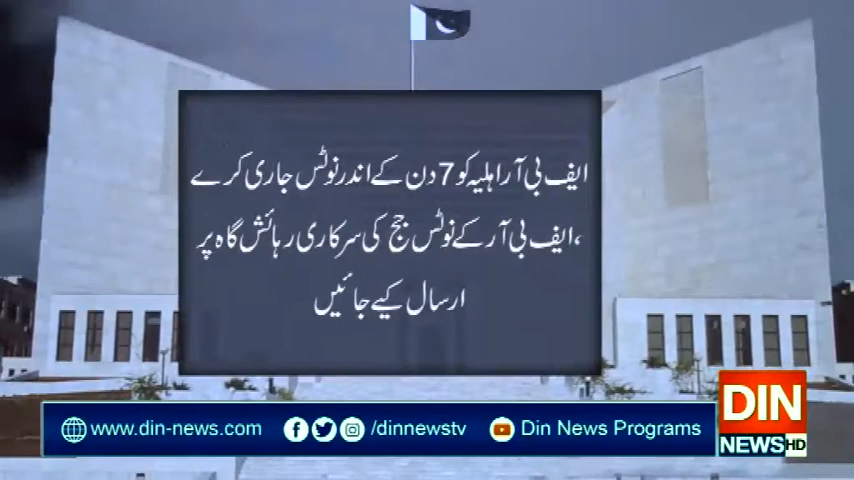 ایف بی آر اہلیہ کو 7 دن کے اندر نوٹس جاری کرے
،ایف بی آر کے نوٹس جج کی سرکاری رہائش گاہ پر
ارسال کیے جائیں
www.din-news.com /dinnewstv Din News Programs
DIN
NEWS HD